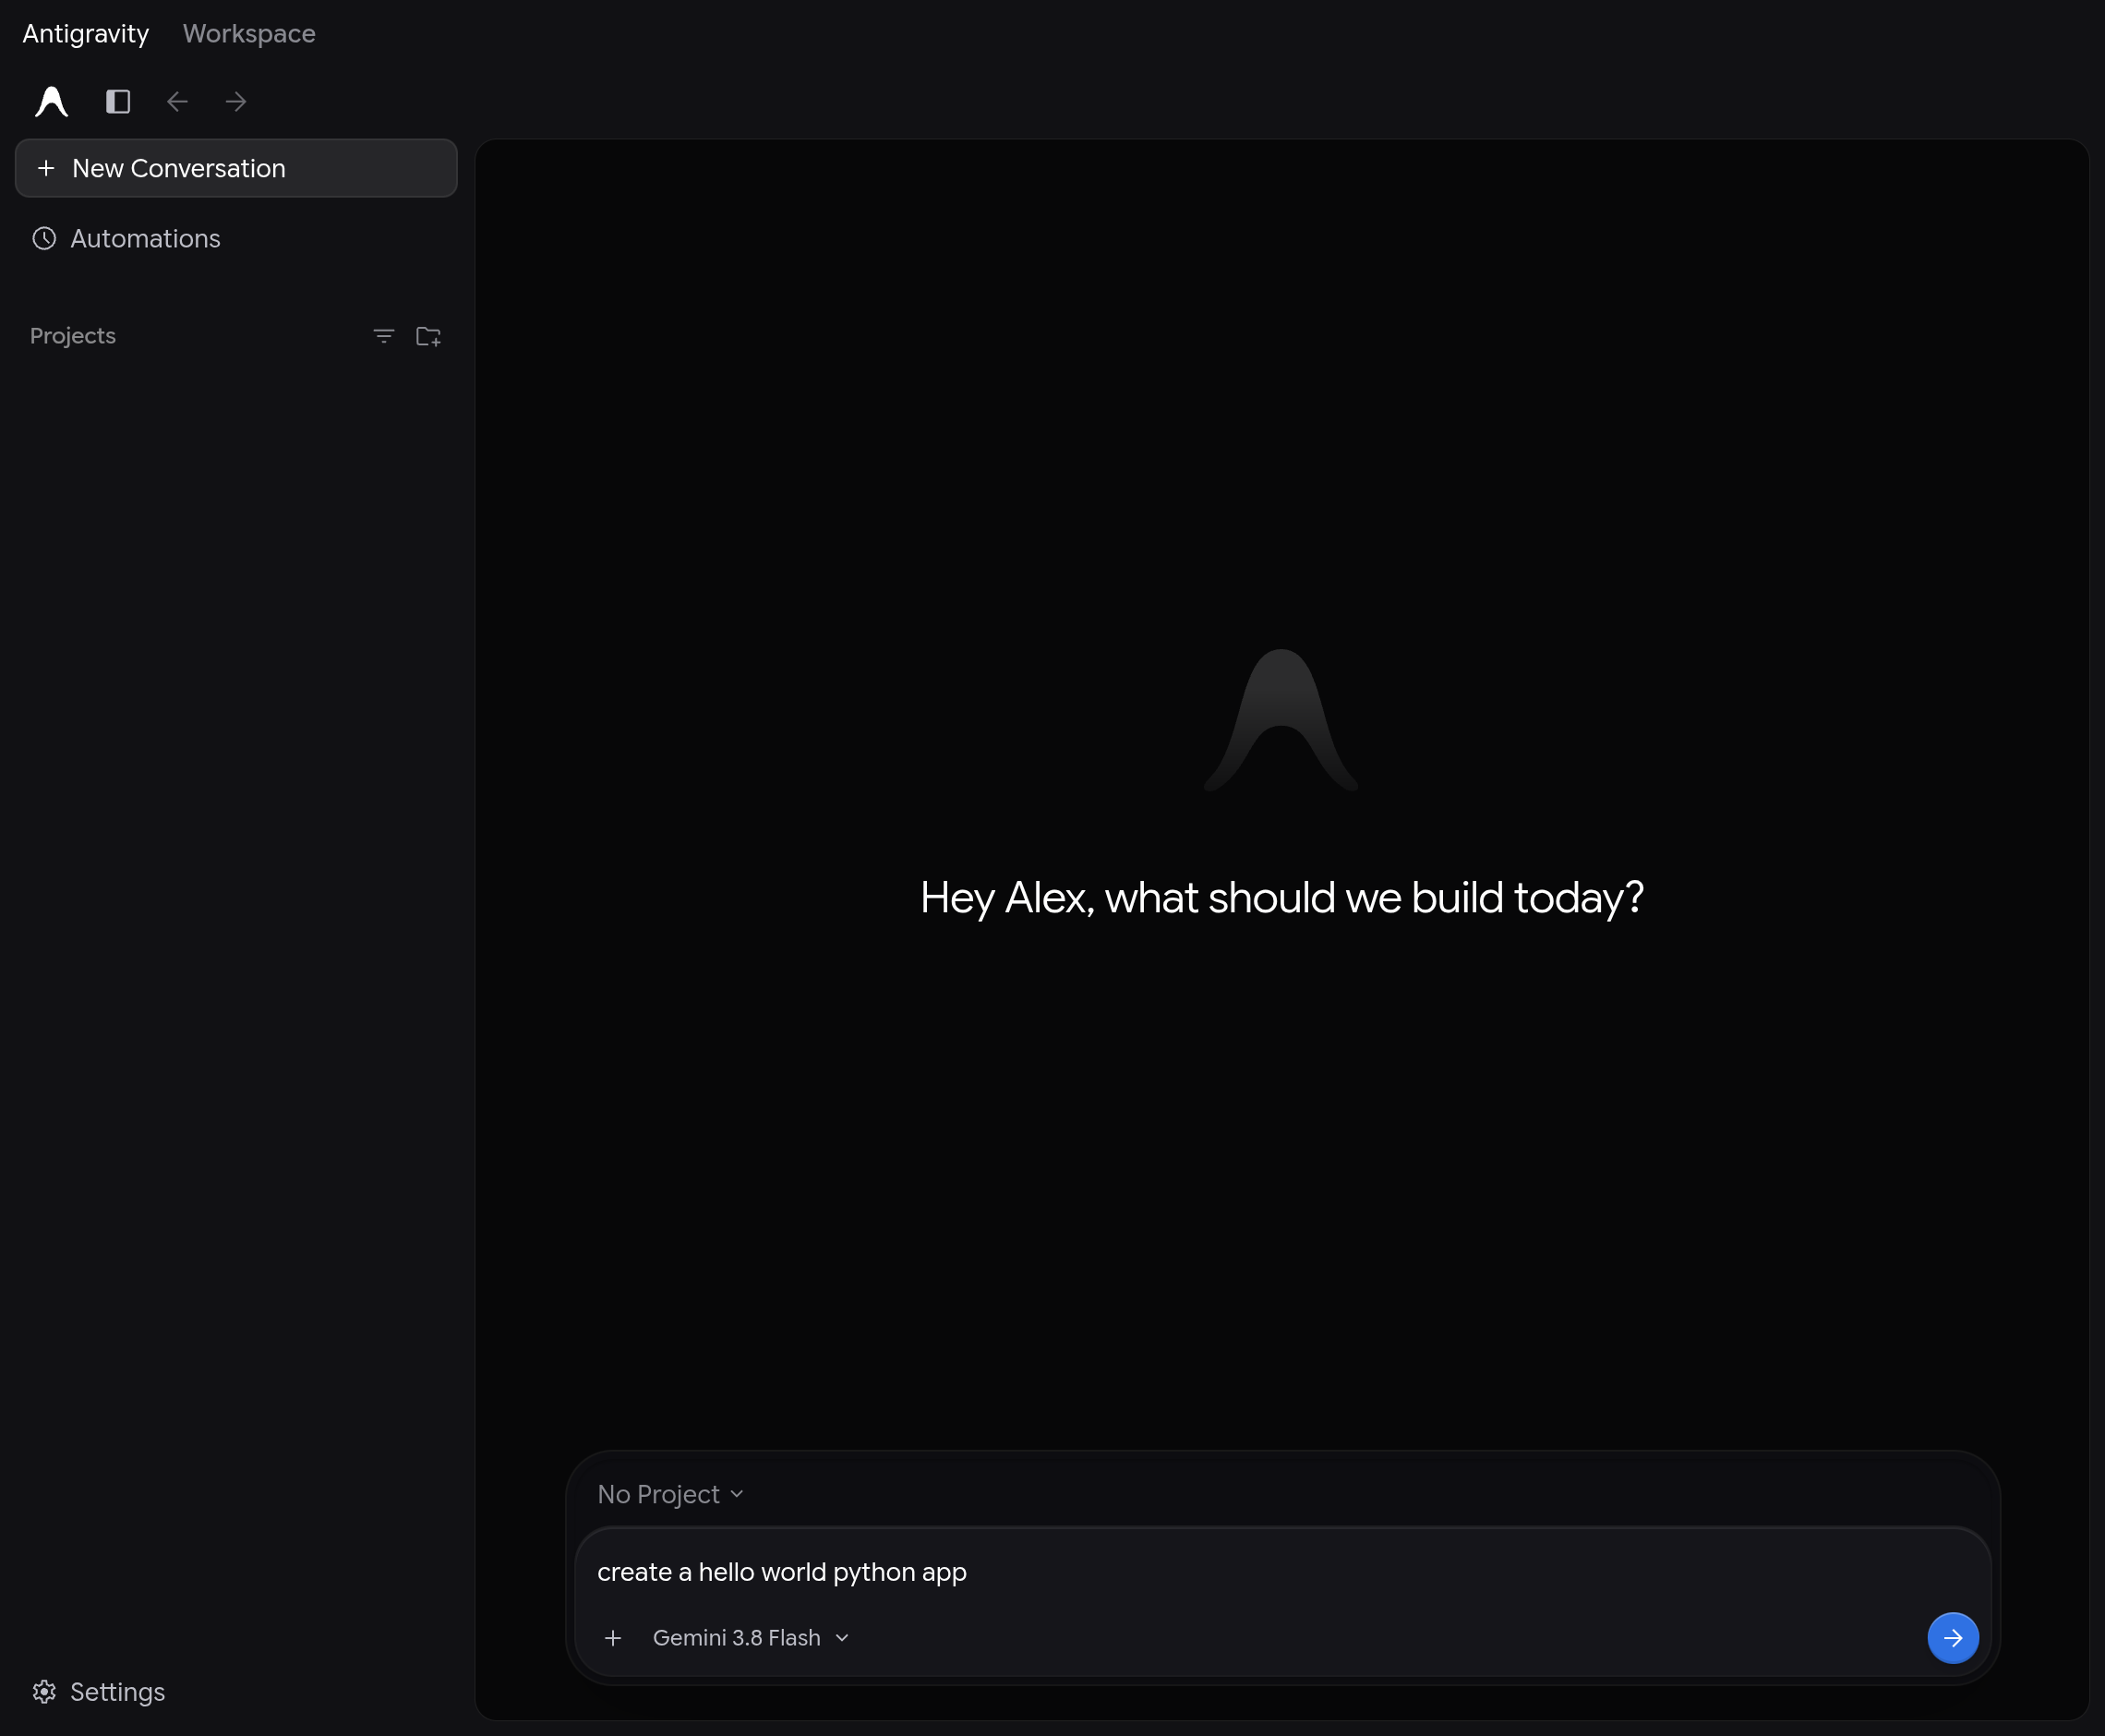 Antigravity Workspace
New Conversation
Automations
Projects
Hey Alex, what should we build today?
No Project
create a hello world python app
Gemini 3.8 Flash
Settings